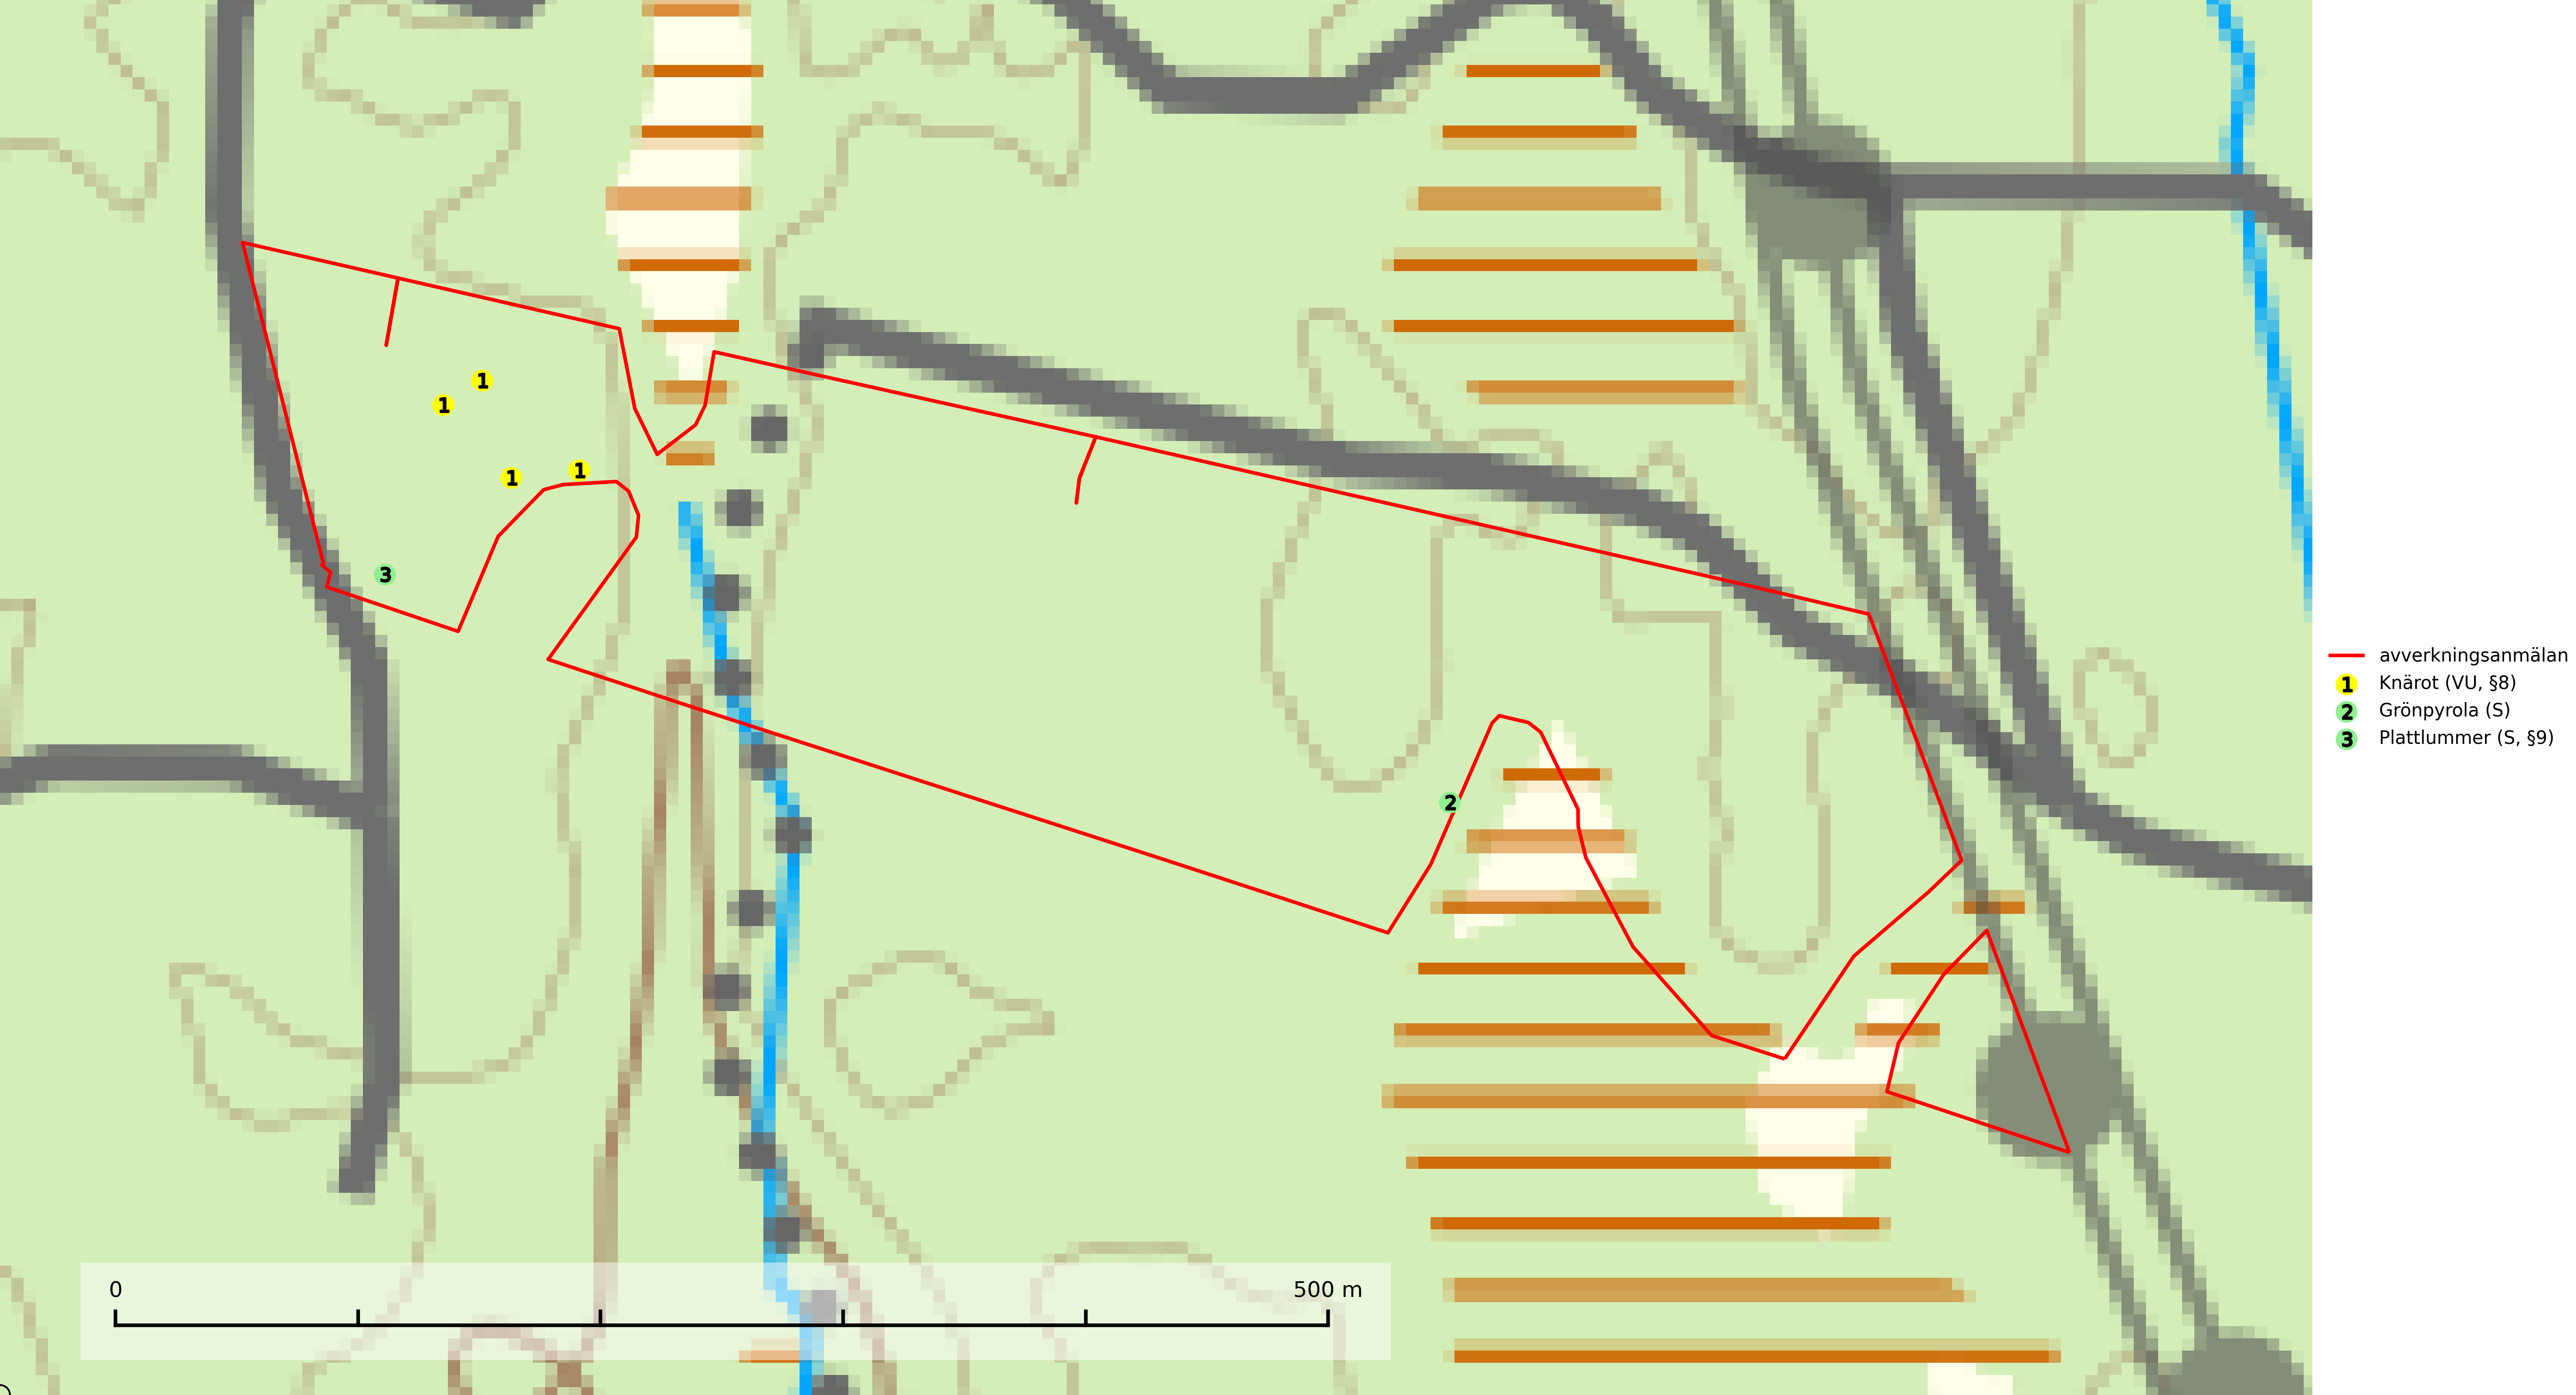 1
1
1
1
3
2
avverkningsanmälan
1 Knärot (VU, §8)
2 Grönpyrola (S)
3 Plattlummer (S, §9)
0 500 m